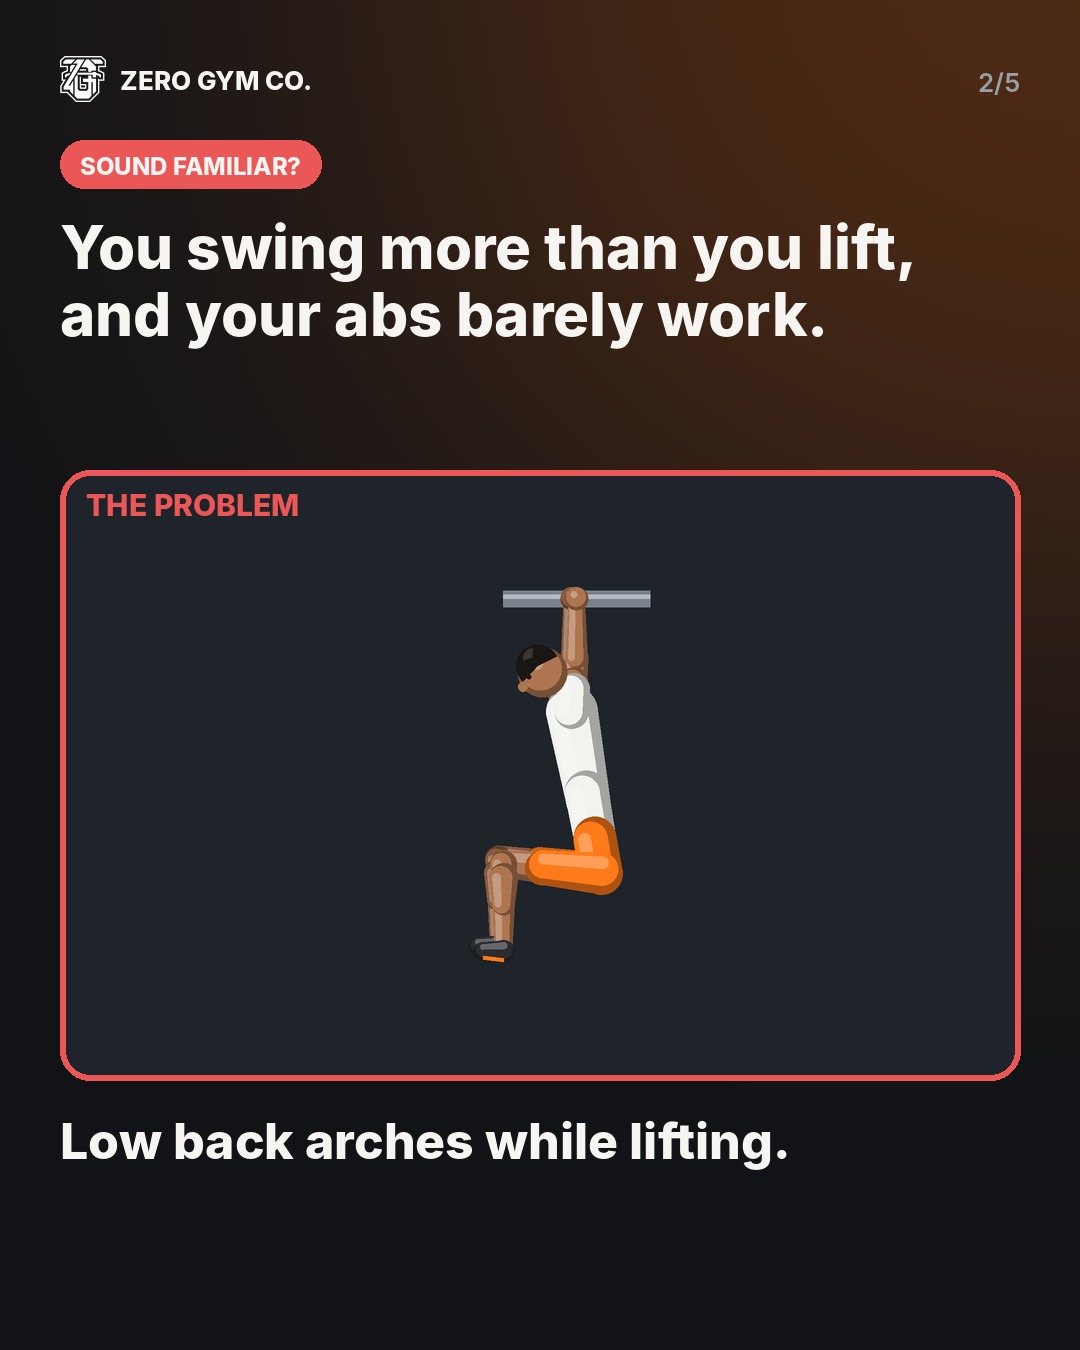 ZERO GYM CO.
2/5
SOUND FAMILIAR?
You swing more than you lift,
and your abs barely work.
THE PROBLEM
Low back arches while lifting.